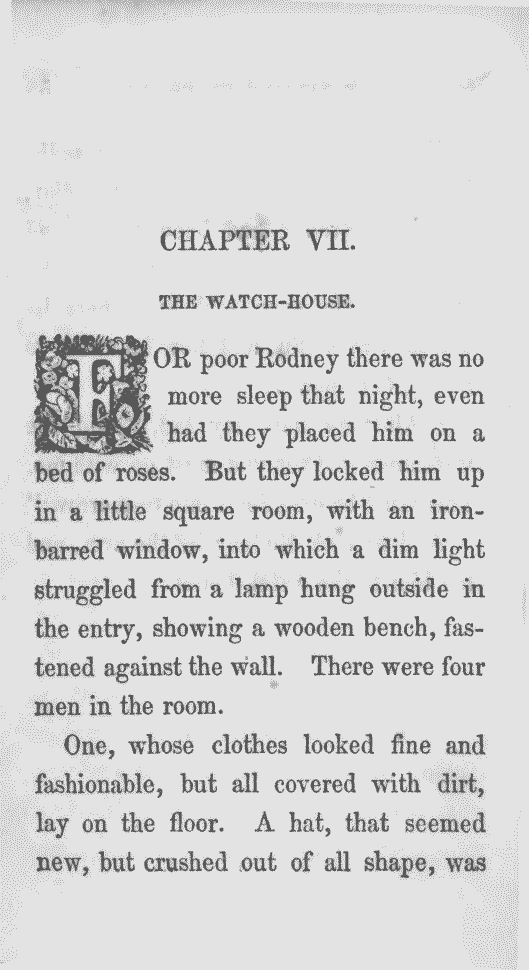 CHAPTER VII.
THE WATCH-HOUSE.
FOR poor Rodney there was no
more sleep that night, even
had they placed him on a
bed of roses. But they locked him up
in a little square room, with an iron-
barred window, into which a dim light
struggled from a lamp hung outside in
the entry, showing a wooden bench, fas-
tened against the wall. There were four
men in the room.
One, whose clothes looked fine and
fashionable, but all covered with dirt,
lay on the floor. A hat, that seemed
new, but crushed out of all shape, was